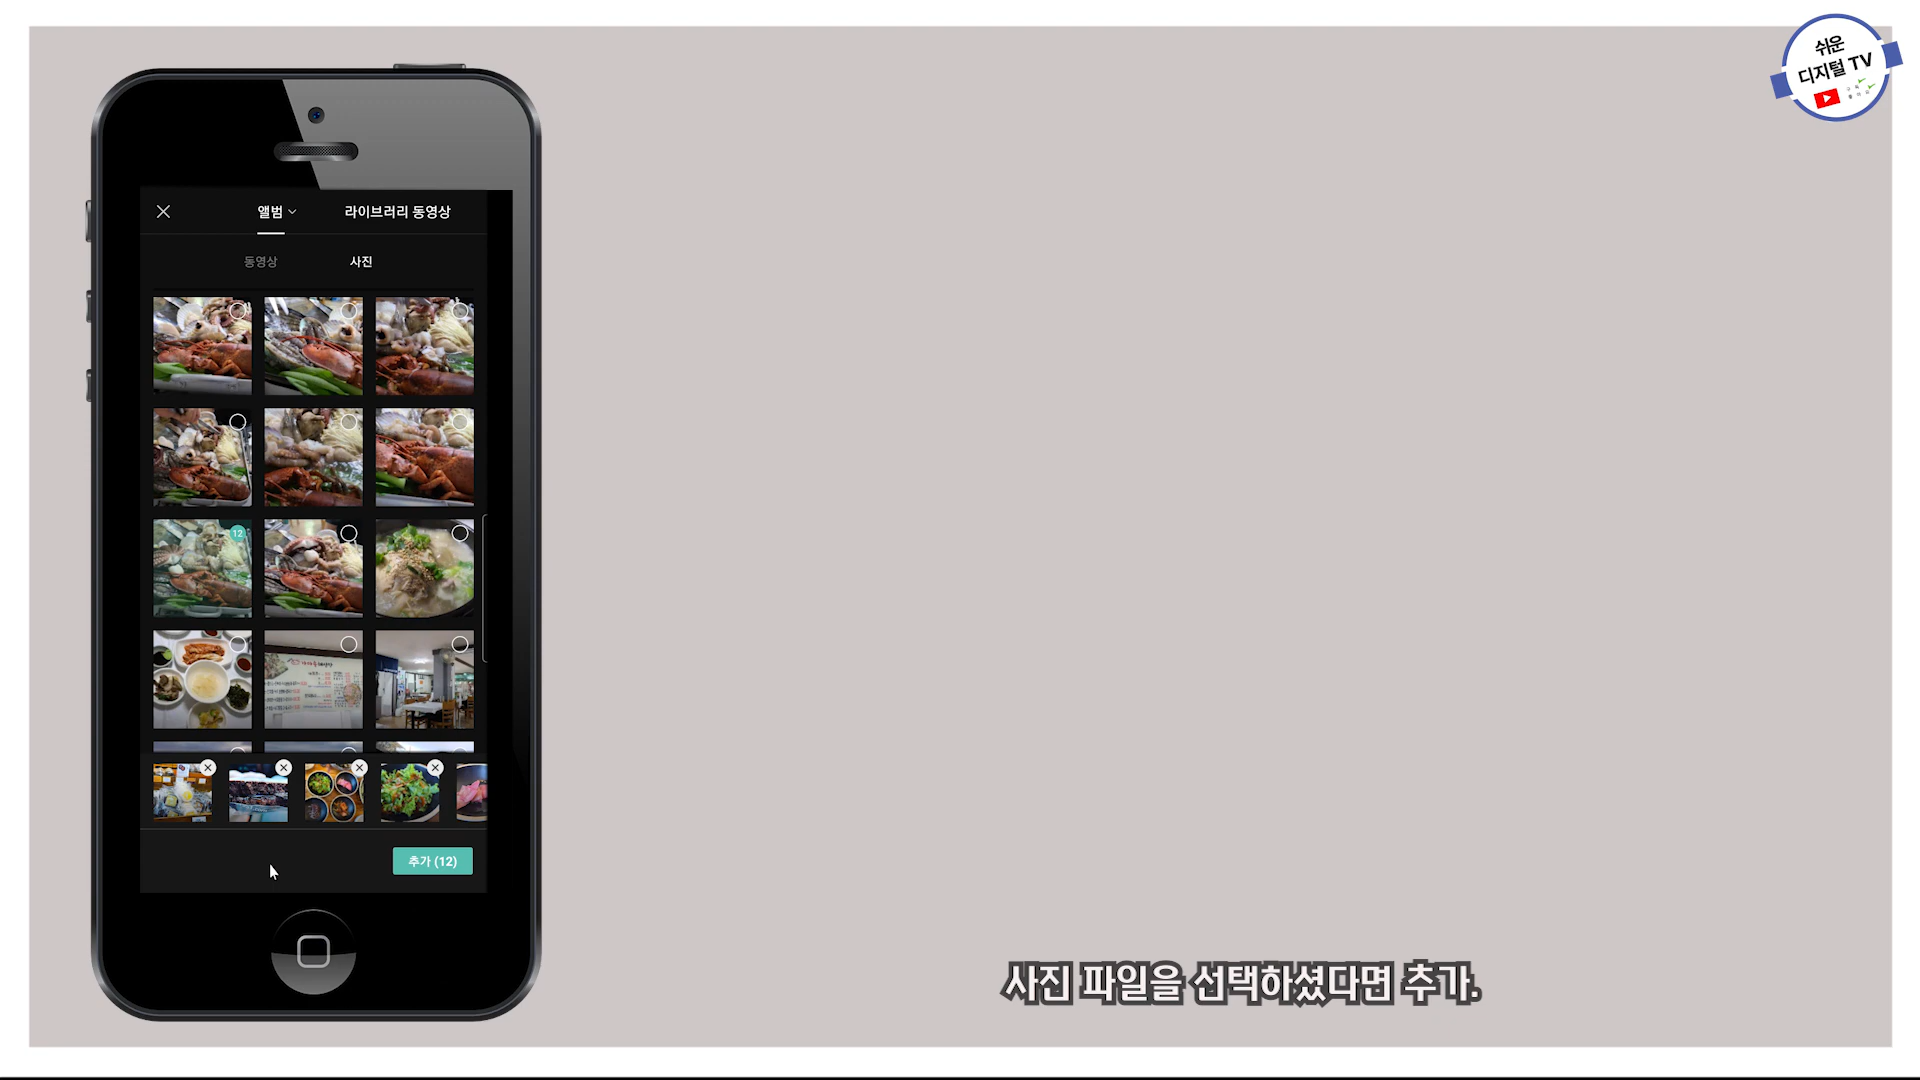 쉬운
디지털 TV
앨범
라이브러리 동영상
동영상
사진
12
추가 (12)
사진 파일을 선택하셨다면 추가.